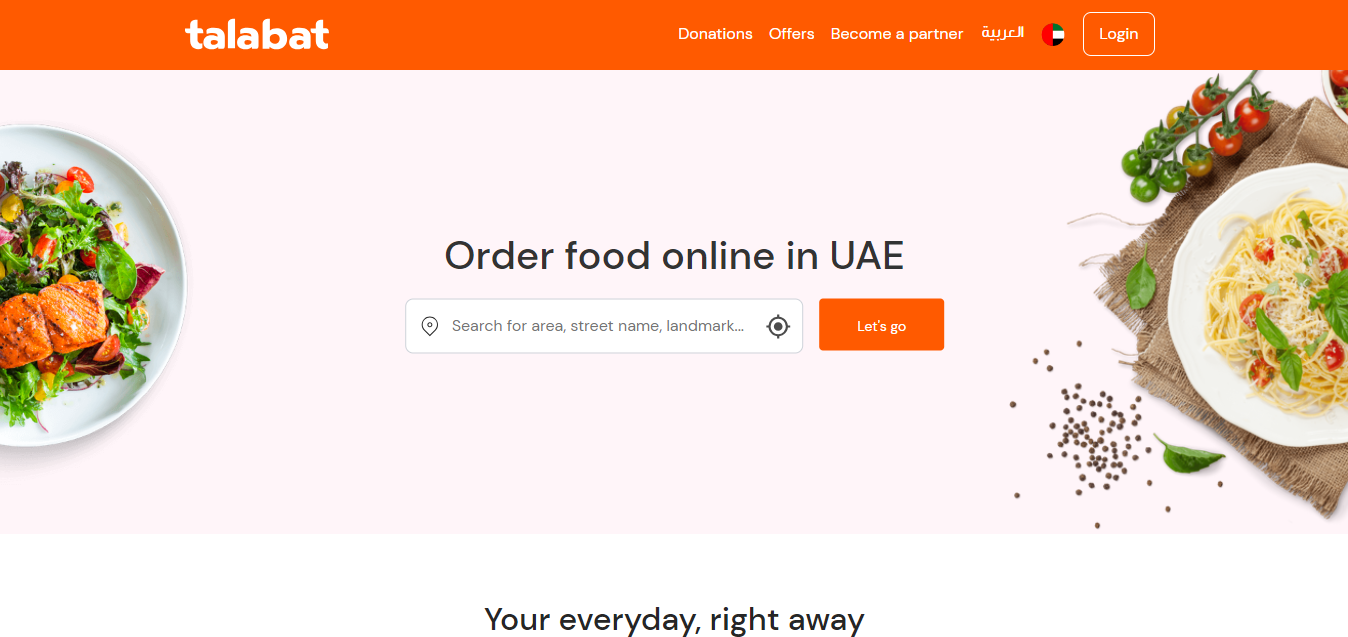 talabat
Donations Offers Become a partner العربية Login
Order food online in UAE
Search for area, street name, landmark...
Let's go
Your everyday, right away